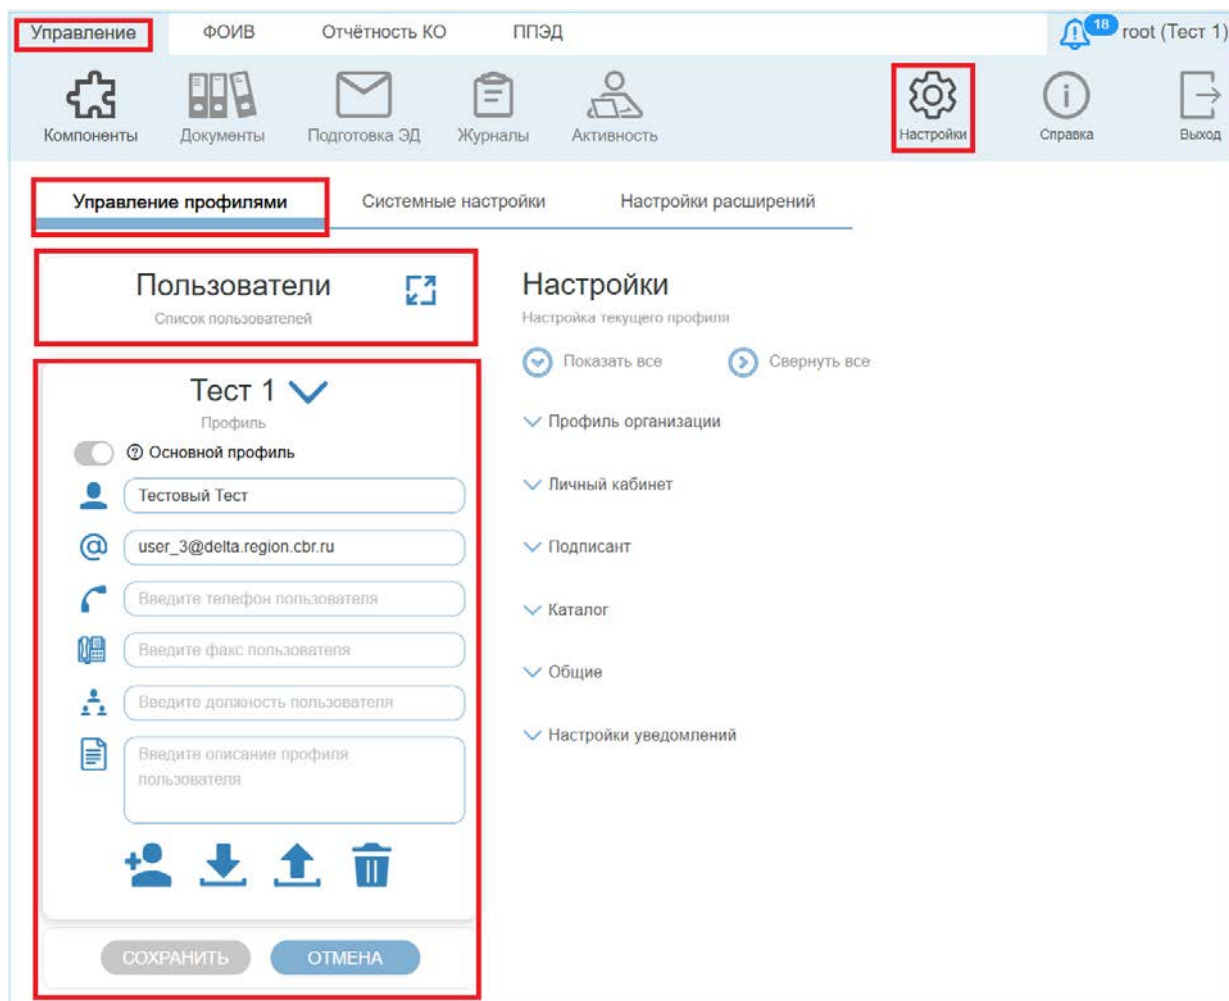 Управление ФОИВ Отчётность КО ППЭД 18 root (Тест 1)
Компоненты Документы Подготовка ЭД Журналы Активность Настройки Справка Выход
Управление профилями Системные настройки Настройки расширений
Пользователи
Список пользователей
Тест 1
Профиль
Основной профиль
Тестовый Тест
user_3@delta.region.cbr.ru
Введите телефон пользователя
Введите факс пользователя
Введите должность пользователя
Введите описание профиля
пользователя
СОХРАНИТЬ ОТМЕНА
Настройки
Настройка текущего профиля
Показать все Свернуть все
Профиль организации
Личный кабинет
Подписант
Каталог
Общие
Настройки уведомлений